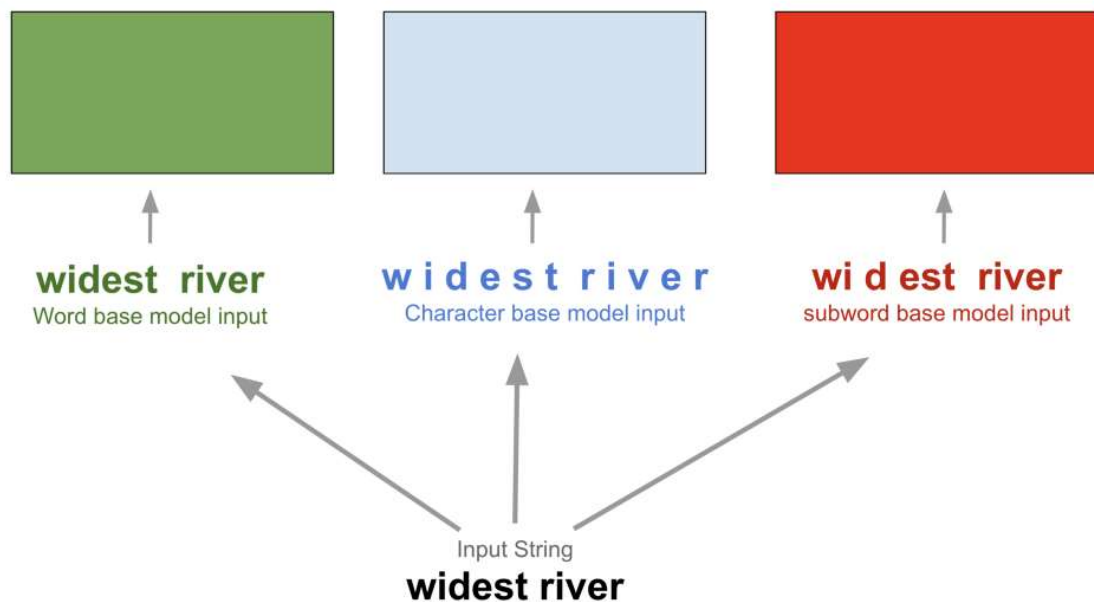 widest river
Word base model input
w i d e s t r i v e r
Character base model input
wi d est river
subword base model input
Input String
widest river